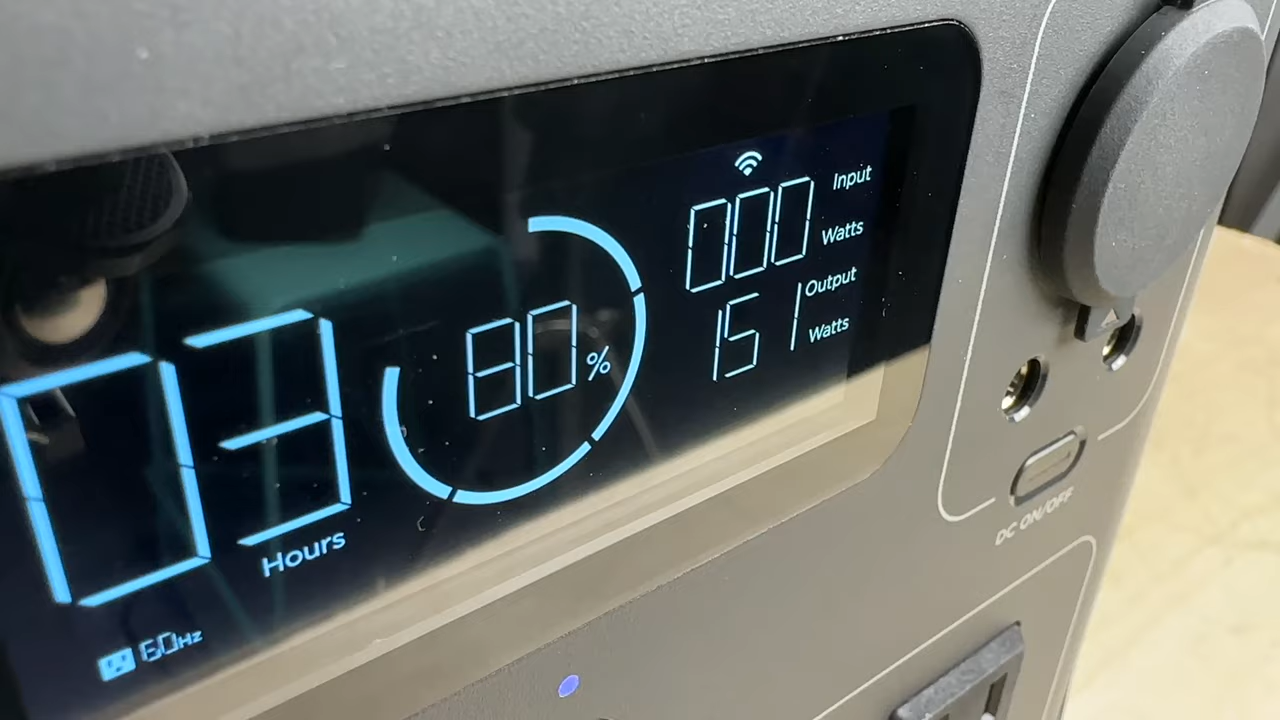 Input
000
Watts
Output
151
Watts
80%
03
Hours
60Hz
DC ON/OFF